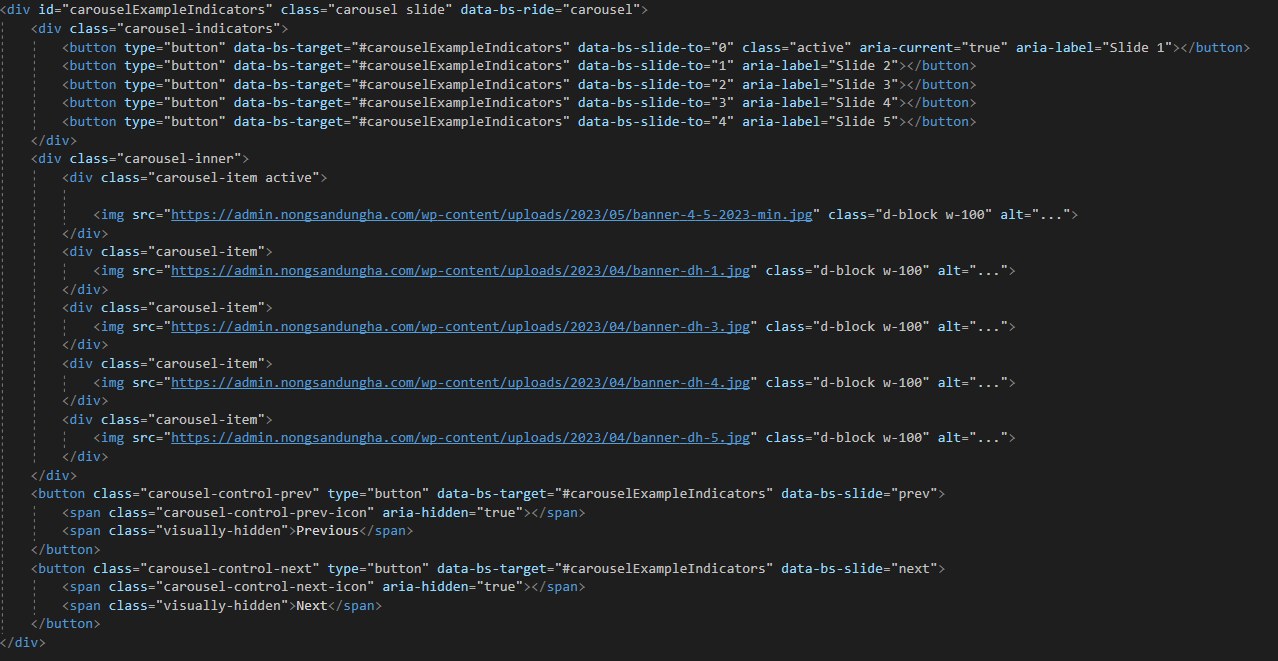 <div id="carouselExampleIndicators" class="carousel slide" data-bs-ride="carousel">
<div class="carousel-indicators">
<button type="button" data-bs-target="#carouselExampleIndicators" data-bs-slide-to="0" class="active" aria-current="true" aria-label="Slide 1"></button>
<button type="button" data-bs-target="#carouselExampleIndicators" data-bs-slide-to="1" aria-label="Slide 2"></button>
<button type="button" data-bs-target="#carouselExampleIndicators" data-bs-slide-to="2" aria-label="Slide 3"></button>
<button type="button" data-bs-target="#carouselExampleIndicators" data-bs-slide-to="3" aria-label="Slide 4"></button>
<button type="button" data-bs-target="#carouselExampleIndicators" data-bs-slide-to="4" aria-label="Slide 5"></button>
</div>
<div class="carousel-inner">
<div class="carousel-item active">
<img src="https://admin.nongsandungha.com/wp-content/uploads/2023/05/banner-4-5-2023-min.jpg" class="d-block w-100" alt="...">
</div>
<div class="carousel-item">
<img src="https://admin.nongsandungha.com/wp-content/uploads/2023/04/banner-dh-1.jpg" class="d-block w-100" alt="...">
</div>
<div class="carousel-item">
<img src="https://admin.nongsandungha.com/wp-content/uploads/2023/04/banner-dh-3.jpg" class="d-block w-100" alt="...">
</div>
<div class="carousel-item">
<img src="https://admin.nongsandungha.com/wp-content/uploads/2023/04/banner-dh-4.jpg" class="d-block w-100" alt="...">
</div>
<div class="carousel-item">
<img src="https://admin.nongsandungha.com/wp-content/uploads/2023/04/banner-dh-5.jpg" class="d-block w-100" alt="...">
</div>
</div>
<button class="carousel-control-prev" type="button" data-bs-target="#carouselExampleIndicators" data-bs-slide="prev">
<span class="carousel-control-prev-icon" aria-hidden="true"></span>
<span class="visually-hidden">Previous</span>
</button>
<button class="carousel-control-next" type="button" data-bs-target="#carouselExampleIndicators" data-bs-slide="next">
<span class="carousel-control-next-icon" aria-hidden="true"></span>
<span class="visually-hidden">Next</span>
</button>
</div>